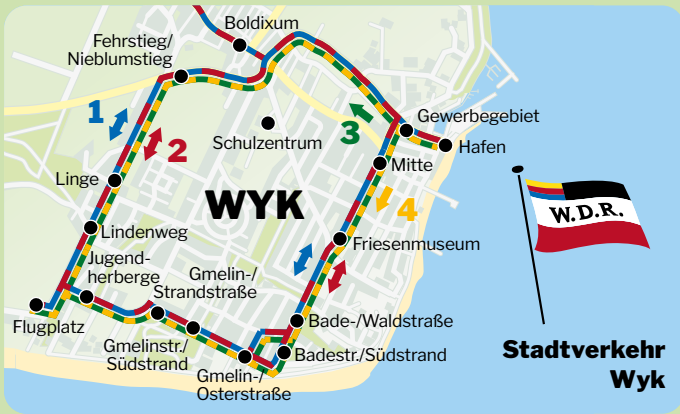 Boldixum
Fehrstieg/
Nieblumstieg
1
2
3
Gewerbegebiet
Hafen
Schulzentrum
Mitte
Linge
WYK
4
W.D.R.
Lindenweg
Friesenmuseum
Jugend-
herberge
Gmelin-/
Strandstraße
Flugplatz
Bade-/Waldstraße
Gmelinstr./
Südstrand
Badestr./Südstrand
Gmelin-/
Osterstraße
Stadtverkehr
Wyk